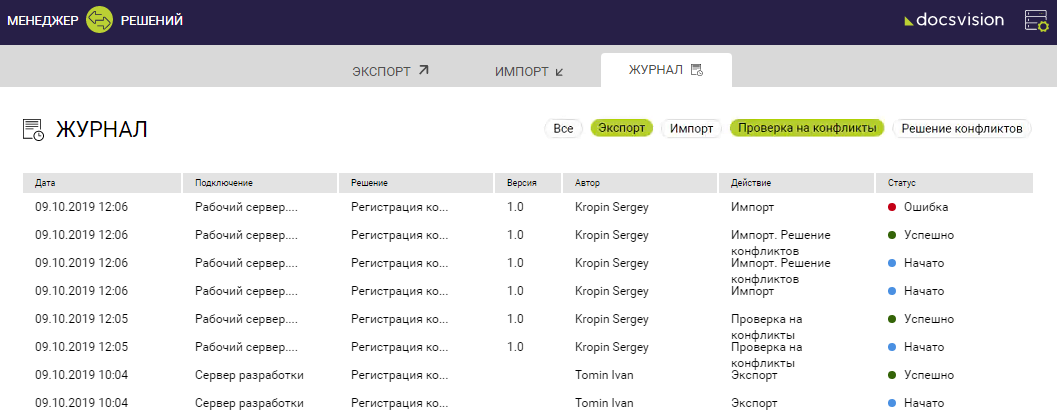 МЕНЕДЖЕР РЕШЕНИЙ docsvision
ЭКСПОРТ ИМПОРТ ЖУРНАЛ
ЖУРНАЛ Все Экспорт Импорт Проверка на конфликты Решение конфликтов
Дата Подключение Решение Версия Автор Действие Статус
09.10.2019 12:06 Рабочий сервер.... Регистрация ко... 1.0 Kropin Sergey Импорт Ошибка
09.10.2019 12:06 Рабочий сервер.... Регистрация ко... 1.0 Kropin Sergey Импорт. Решение Успешно
конфликтов
09.10.2019 12:06 Рабочий сервер.... Регистрация ко... 1.0 Kropin Sergey Импорт. Решение Начато
конфликтов
09.10.2019 12:06 Рабочий сервер.... Регистрация ко... 1.0 Kropin Sergey Импорт Начато
09.10.2019 12:05 Рабочий сервер.... Регистрация ко... 1.0 Kropin Sergey Проверка на Успешно
конфликты
09.10.2019 12:05 Рабочий сервер.... Регистрация ко... 1.0 Kropin Sergey Проверка на Начато
конфликты
09.10.2019 10:04 Сервер разработки Регистрация ко... Tomin Ivan Экспорт Успешно
09.10.2019 10:04 Сервер разработки Регистрация ко... Tomin Ivan Экспорт Начато